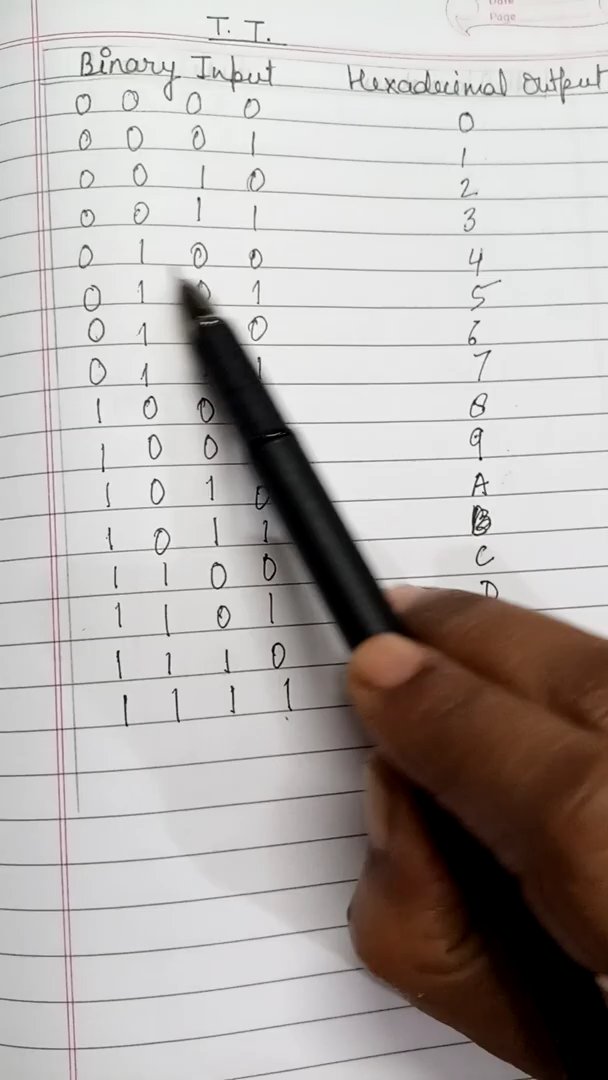 Page
T. T.
Binary Input Hexadecimal Output
0 0 0 0 0
0 0 0 1 1
0 0 1 0 2
0 0 1 1 3
0 1 0 0 4
0 1 0 1 5
0 1 0 6
0 1 1 7
1 0 0 8
1 0 0 9
1 0 1 0 A
1 0 1 1 B
1 1 0 0 C
1 1 0 1 D
1 1 1 0
1 1 1 1